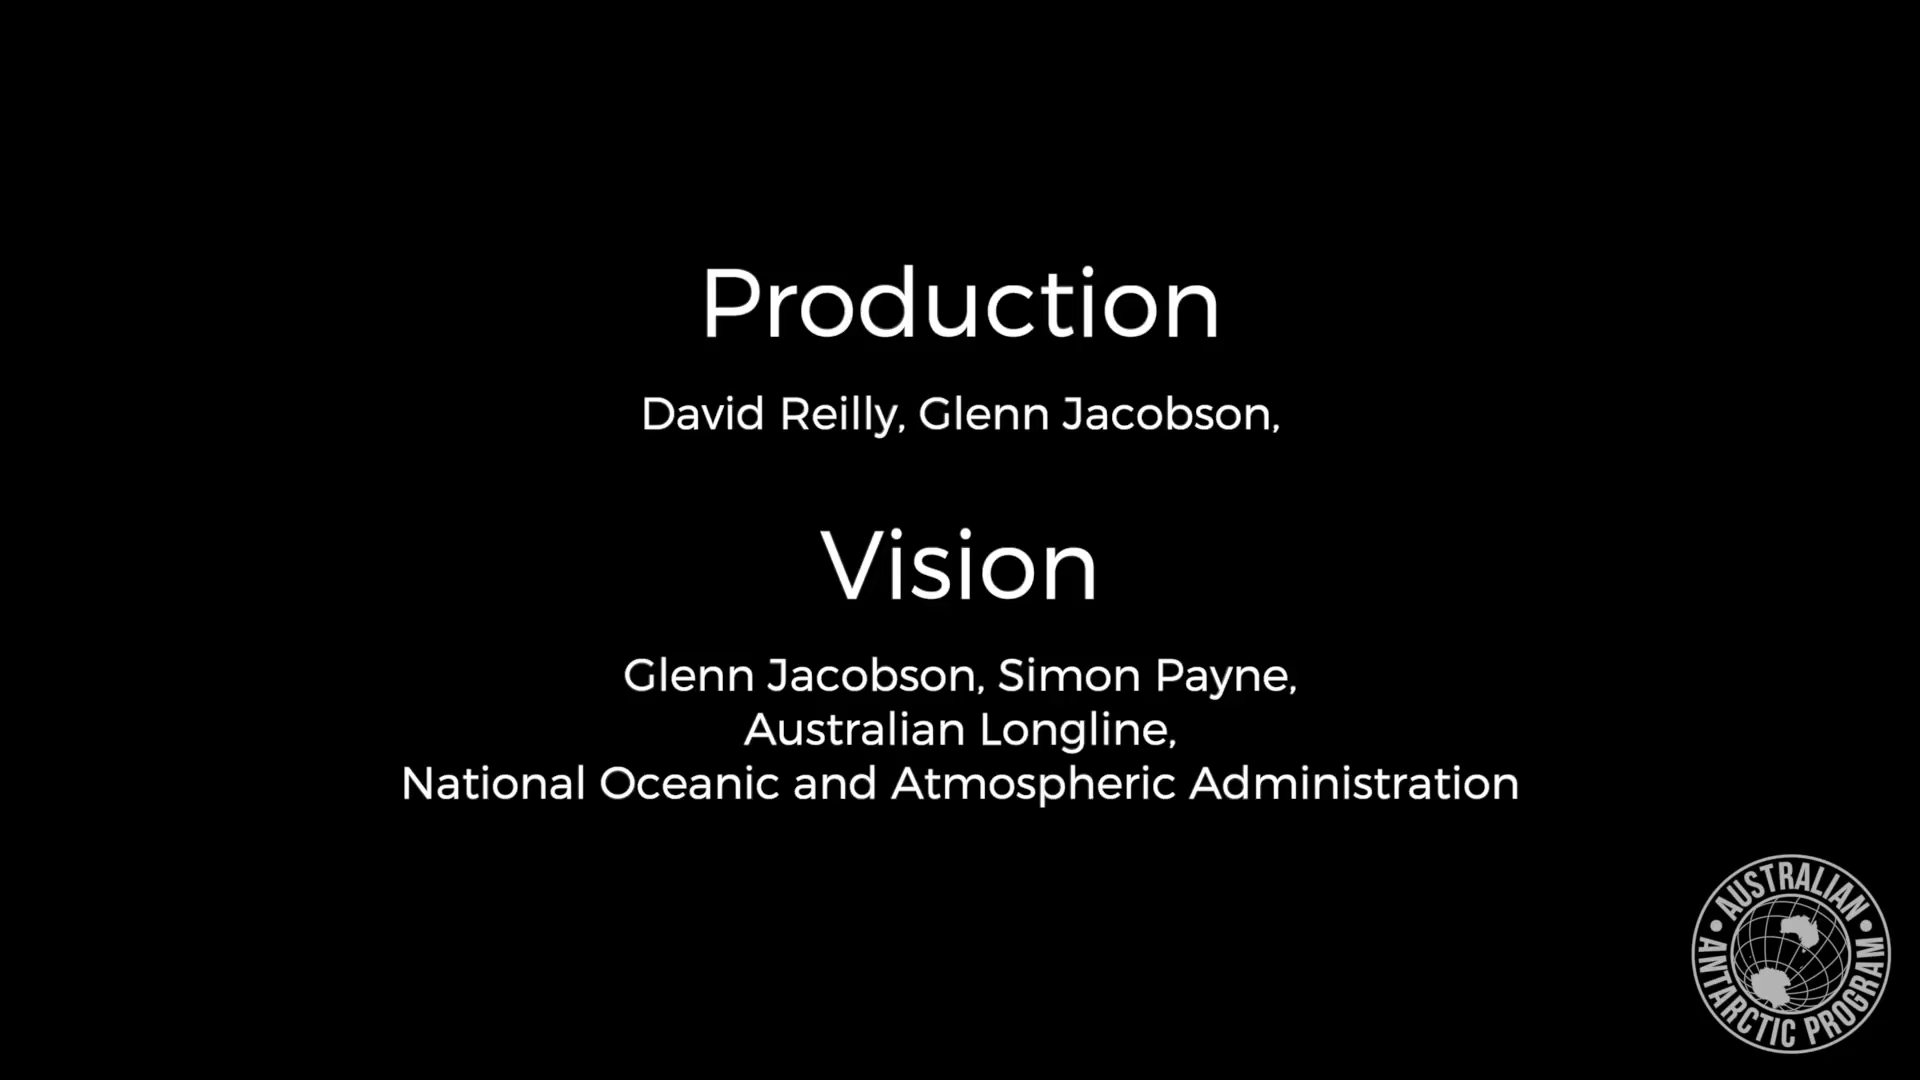 Production
David Reilly, Glenn Jacobson,
Vision
Glenn Jacobson, Simon Payne,
Australian Longline,
National Oceanic and Atmospheric Administration
AUSTRALIAN
ANTARCTIC PROGRAM